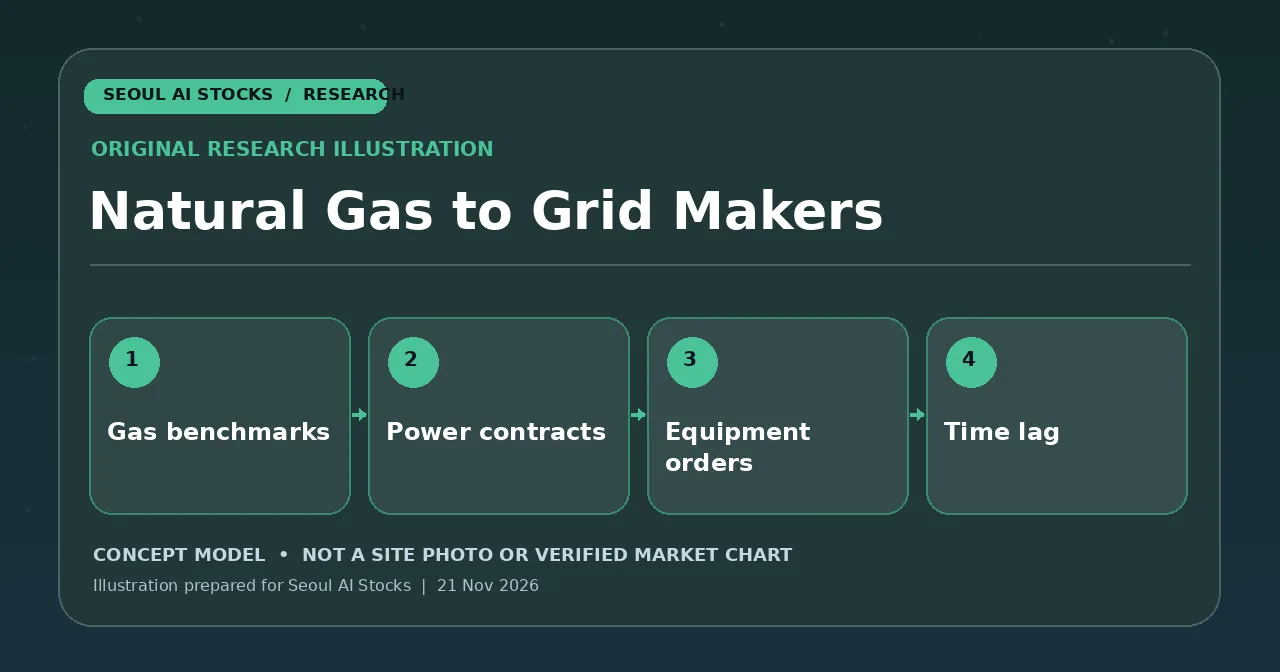 SEOUL AI STOCKS / RESEARCH
ORIGINAL RESEARCH ILLUSTRATION
Natural Gas to Grid Makers
1
Gas benchmarks
2
Power contracts
3
Equipment
orders
4
Time lag
CONCEPT MODEL • NOT A SITE PHOTO OR VERIFIED MARKET CHART
Illustration prepared for Seoul AI Stocks | 21 Nov 2026